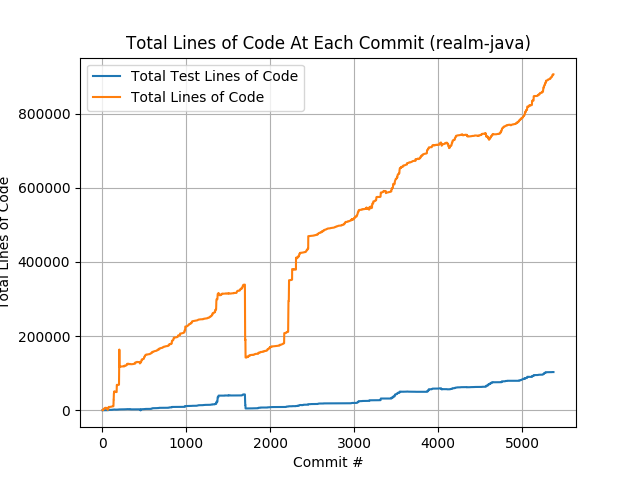 Total Lines of Code At Each Commit (realm-java)
Total Test Lines of Code
Total Lines of Code
800000
600000
400000
200000
0
Total Lines of Code
0 1000 2000 3000 4000 5000
Commit #